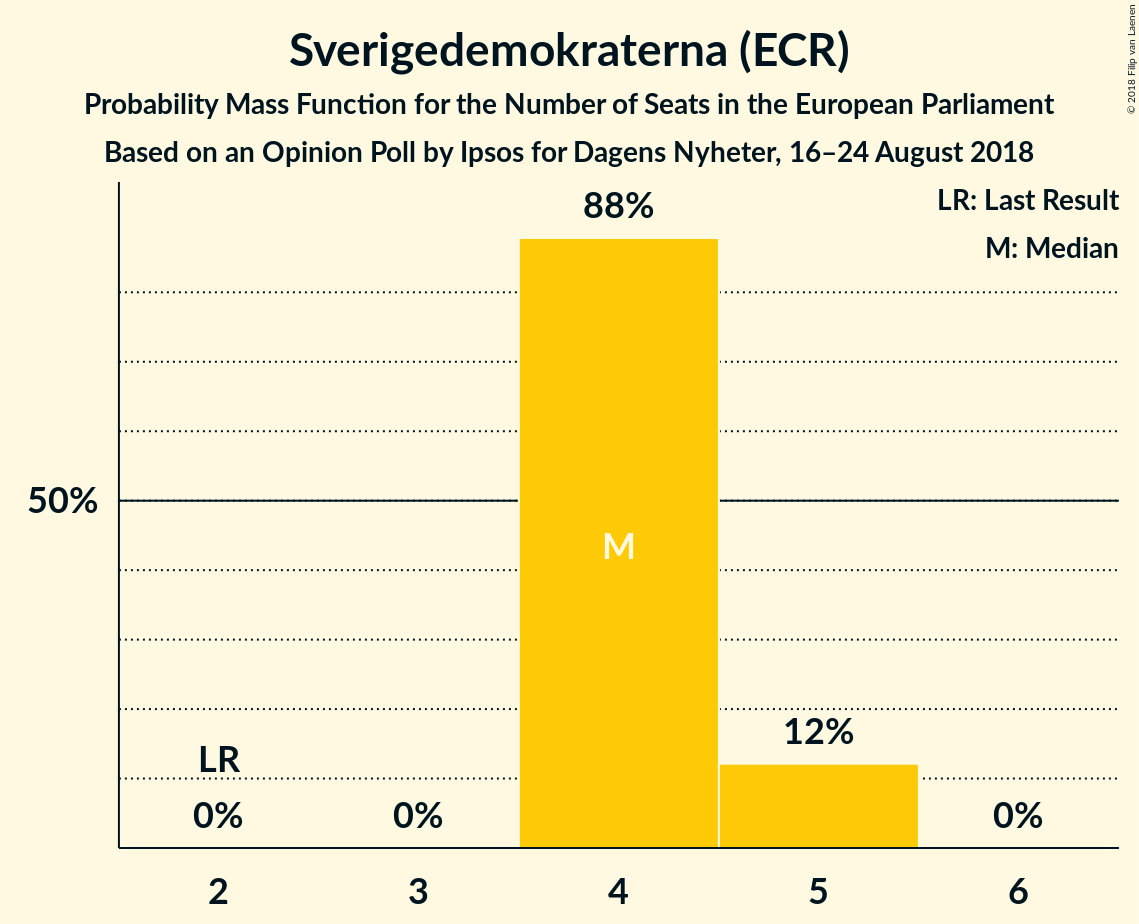 Sverigedemokraterna (ECR)
Probability Mass Function for the Number of Seats in the European Parliament
Based on an Opinion Poll by Ipsos for Dagens Nyheter, 16–24 August 2018
© 2018 Filip van Laenen
LR: Last Result
M: Median
88%
50%
M
12%
LR
0%
0%
0%
2
3
4
5
6